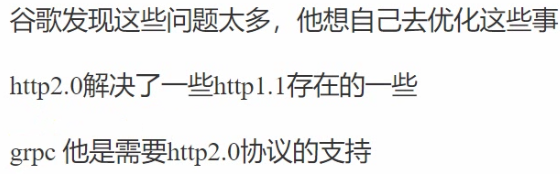 谷歌发现这些问题太多，他想自己去优化这些事
http2.0解决了一些http1.1存在的一些
grpc 他是需要http2.0协议的支持